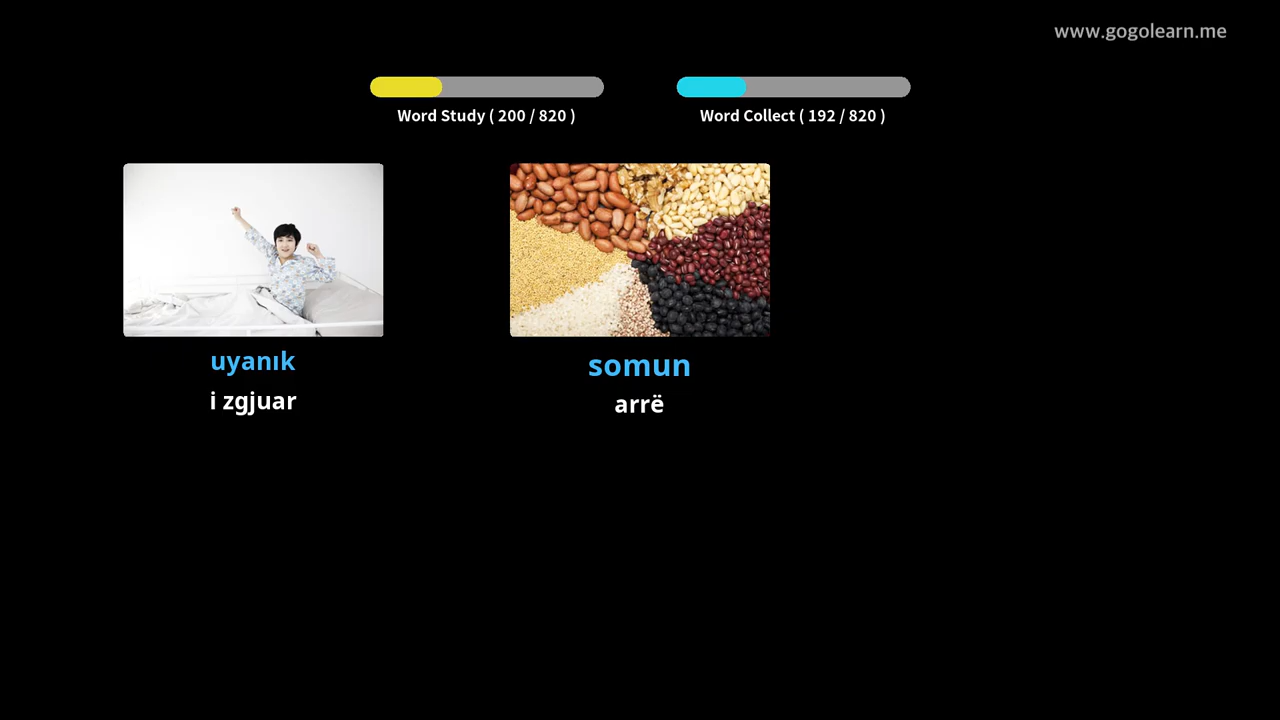 www.gogolearn.me
Word Study ( 200 / 820 )
Word Collect ( 192 / 820 )
uyanık
i zgjuar
somun
arrë